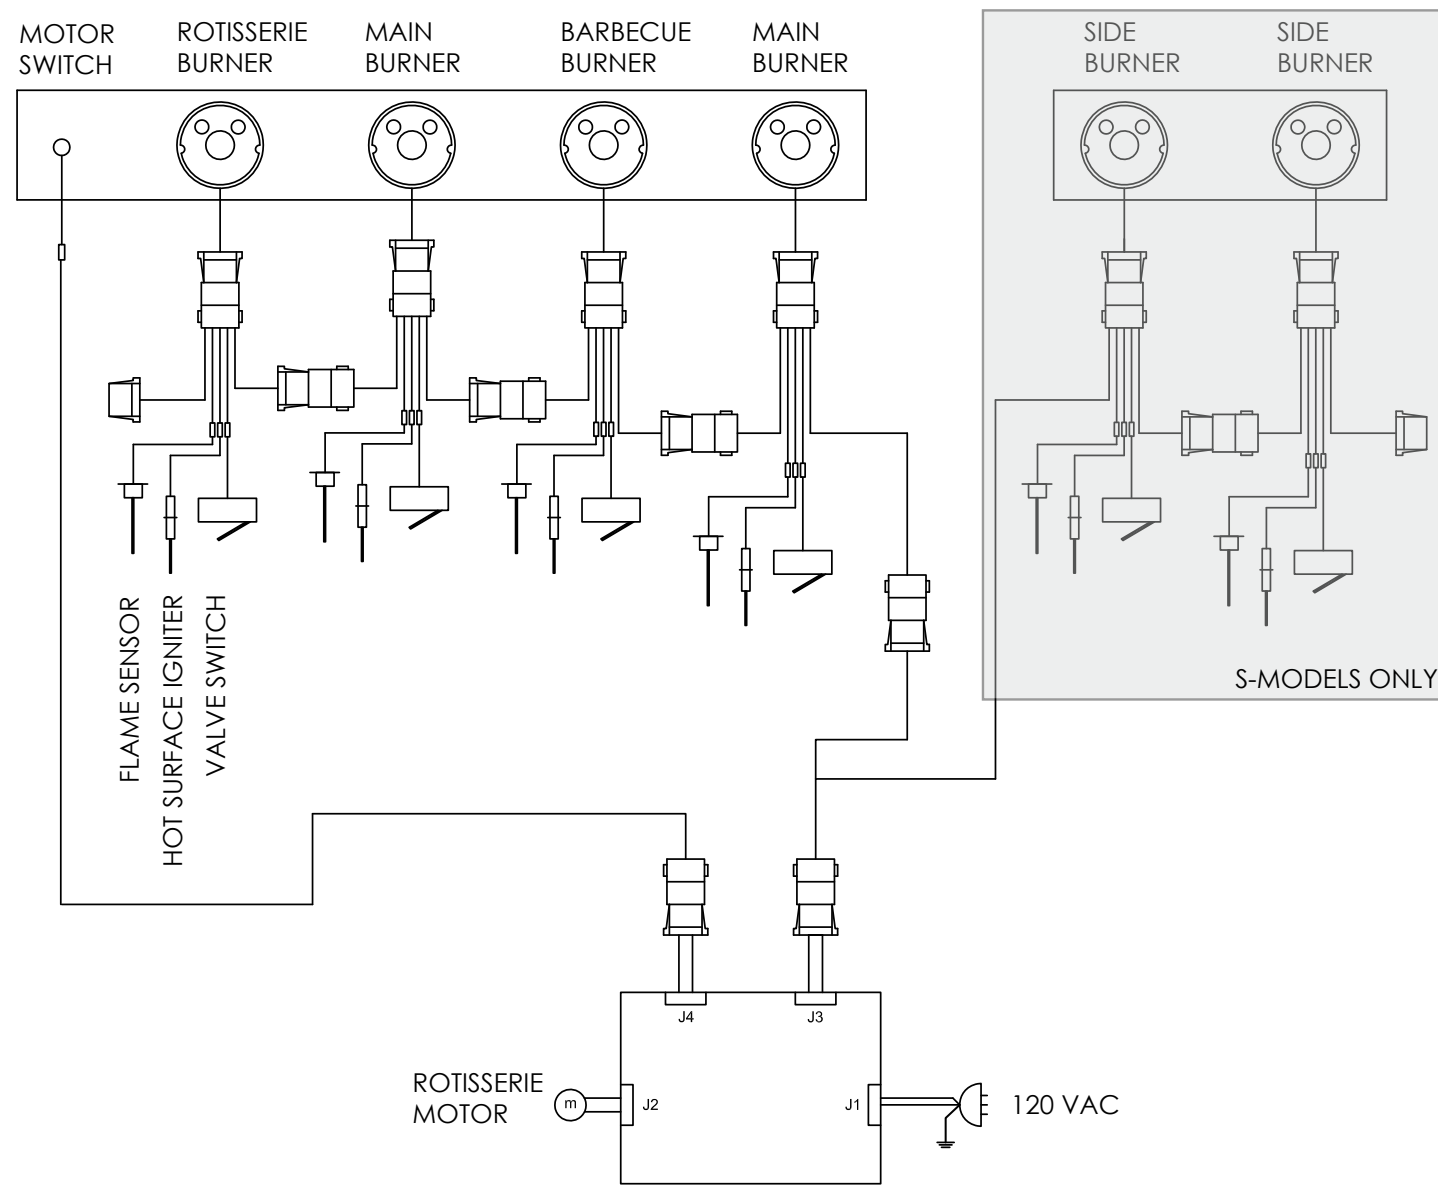 MOTOR
SWITCH
ROTISSERIE
BURNER
MAIN
BURNER
BARBECUE
BURNER
MAIN
BURNER
SIDE
BURNER
SIDE
BURNER
FLAME SENSOR
HOT SURFACE IGNITER
VALVE SWITCH
S-MODELS ONLY
J4
J3
ROTISSERIE
MOTOR
m
J2
J1
120 VAC